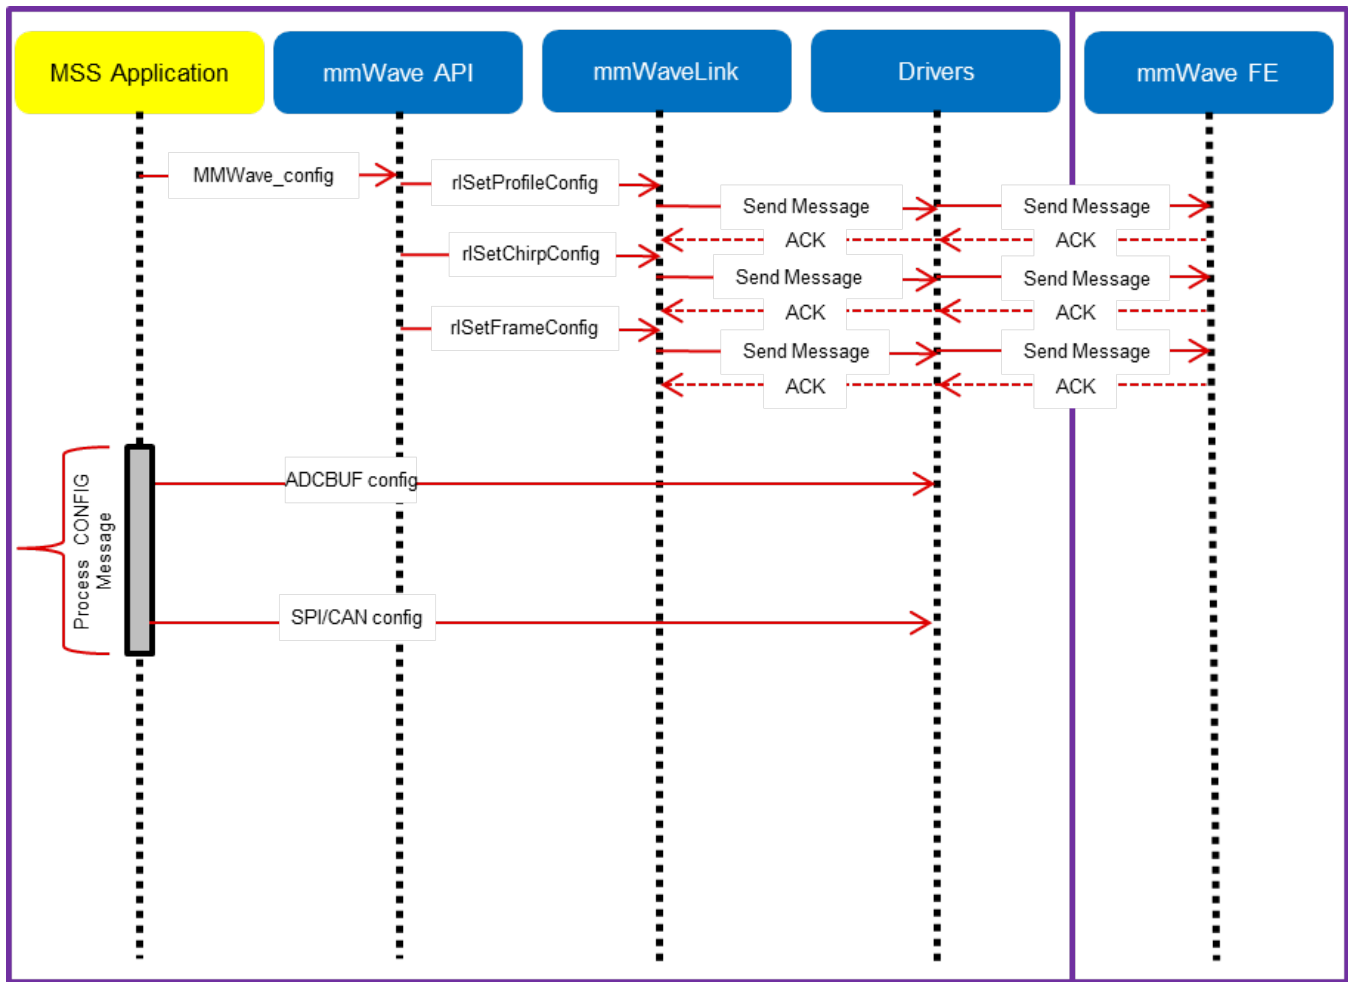 MSS Application
mmWave API
mmWaveLink
Drivers
mmWave FE
MMWave_config
rlSetProfileConfig
Send Message
Send Message
ACK
ACK
rlSetChirpConfig
Send Message
Send Message
ACK
ACK
rlSetFrameConfig
Send Message
Send Message
ACK
ACK
Process CONFIG
Message
ADCBUF config
SPI/CAN config